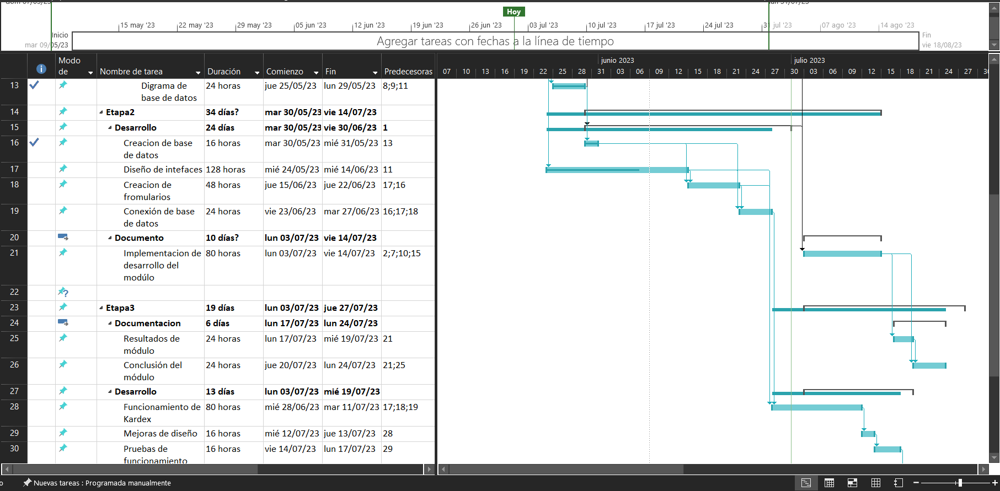 Hoy
15 may '23 22 may '23 29 may '23 05 jun '23 12 jun '23 19 jun '23 26 jun '23 03 jul '23 10 jul '23 17 jul '23 24 jul '23 31 jul '23 07 ago '23 14 ago '23
Inicio
mar 09/05/23
Agregar tareas con fechas a la línea de tiempo
Fin
vie 18/08/23
Modo de Nombre de tarea Duración Comienzo Fin Predecesoras
junio 2023 julio 2023
07 10 13 16 19 22 25 28 31 03 06 09 12 15 18 21 24 27 30 03 06 09 12 15 18 21 24 27 30
13 Digrama de base de datos 24 horas jue 25/05/23 lun 29/05/23 8;9;11
14 Etapa2 34 días? mar 30/05/23 vie 14/07/23
15 Desarrollo 24 días mar 30/05/23 vie 30/06/23 1
16 Creacion de base de datos 16 horas mar 30/05/23 mié 31/05/23 13
17 Diseño de intefaces 128 horas mié 24/05/23 mié 14/06/23 11
18 Creacion de fromularios 48 horas jue 15/06/23 jue 22/06/23 17;16
19 Conexión de base de datos 24 horas vie 23/06/23 mar 27/06/23 16;17;18
20 Documento 10 días? lun 03/07/23 vie 14/07/23
21 Implementacion de desarrollo del modúlo 80 horas lun 03/07/23 vie 14/07/23 2;7;10;15
22
23 Etapa3 19 días lun 03/07/23 jue 27/07/23
24 Documentacion 6 días lun 17/07/23 lun 24/07/23
25 Resultados de módulo 24 horas lun 17/07/23 mié 19/07/23 21
26 Conclusión del módulo 24 horas jue 20/07/23 lun 24/07/23 21;25
27 Desarrollo 13 días lun 03/07/23 mié 19/07/23
28 Funcionamiento de Kardex 80 horas mié 28/06/23 mar 11/07/23 17;18;19
29 Mejoras de diseño 16 horas mié 12/07/23 jue 13/07/23 28
30 Pruebas de funcionamiento 16 horas vie 14/07/23 lun 17/07/23 29
Nuevas tareas : Programada manualmente